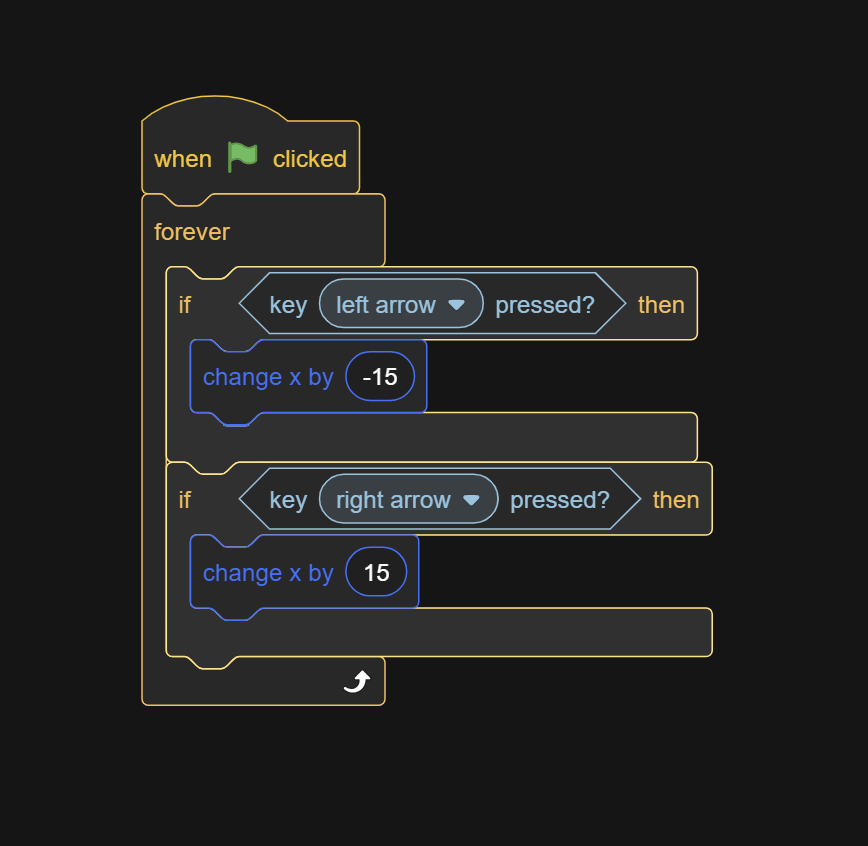 when clicked
forever
if key left arrow pressed? then
change x by -15
if key right arrow pressed? then
change x by 15